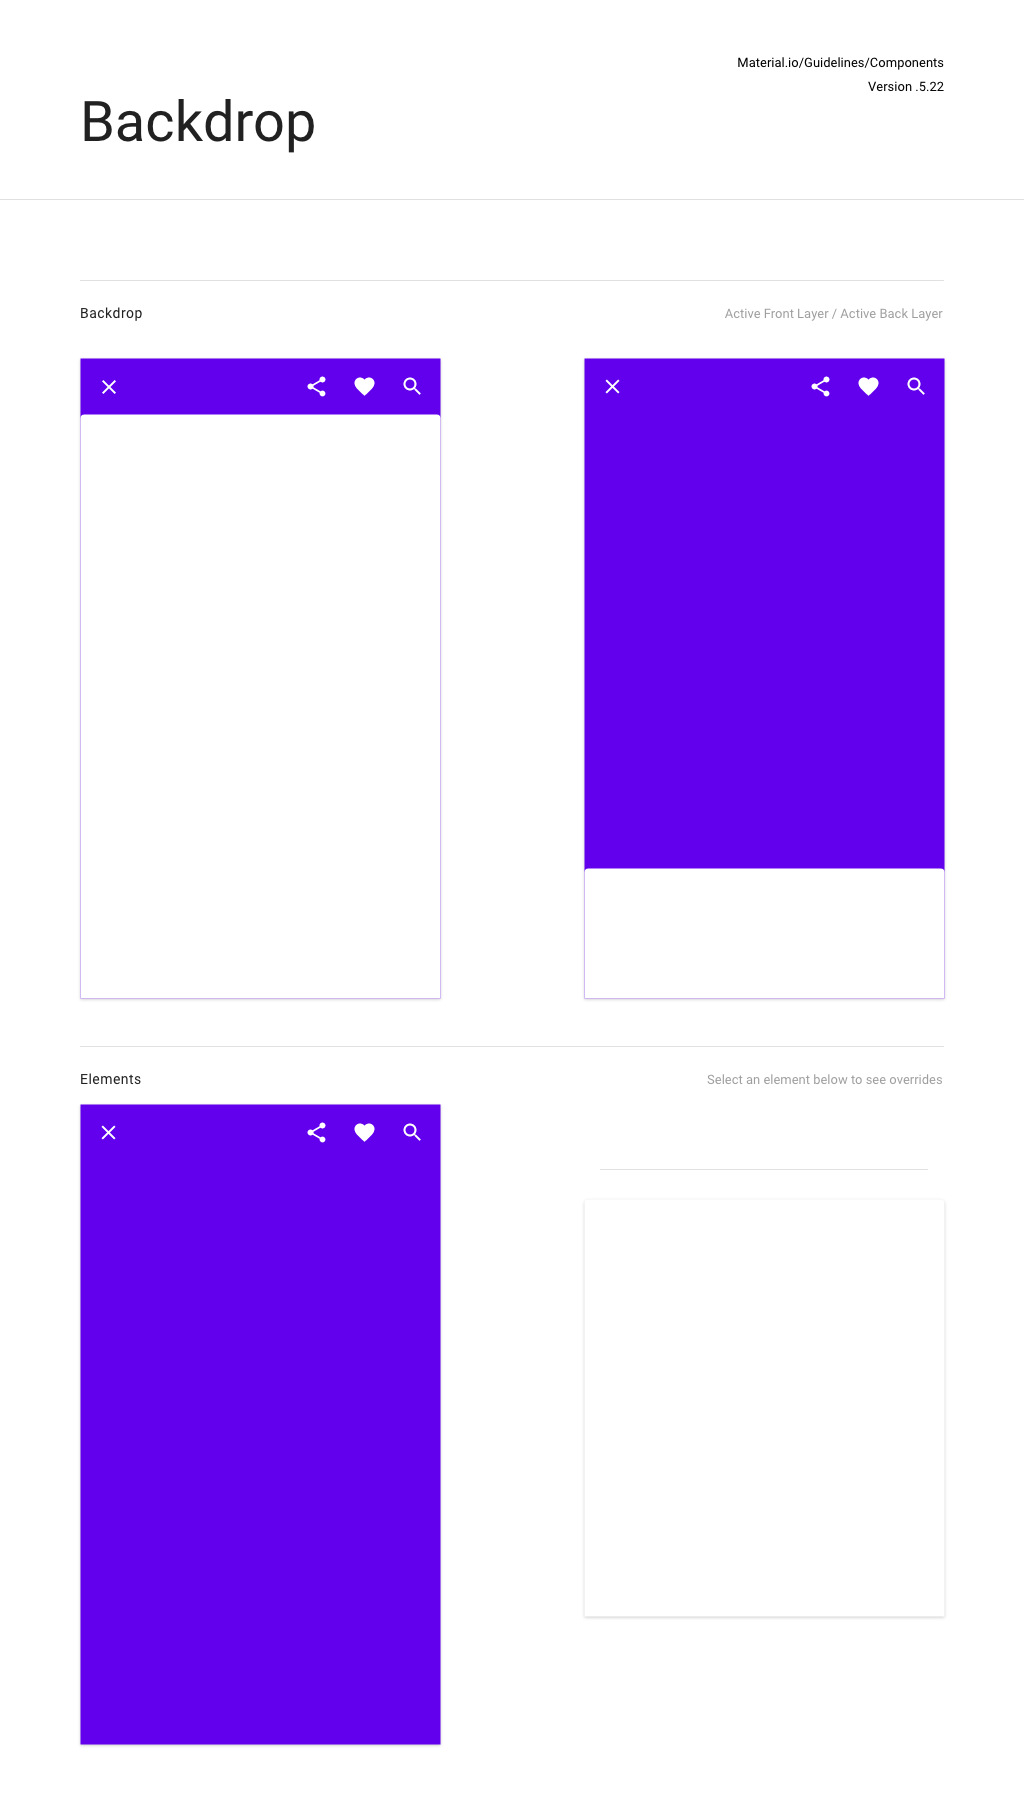 Material.io/Guidelines/Components
Version .5.22
Backdrop
Backdrop
Active Front Layer / Active Back Layer
Elements
Select an element below to see overrides